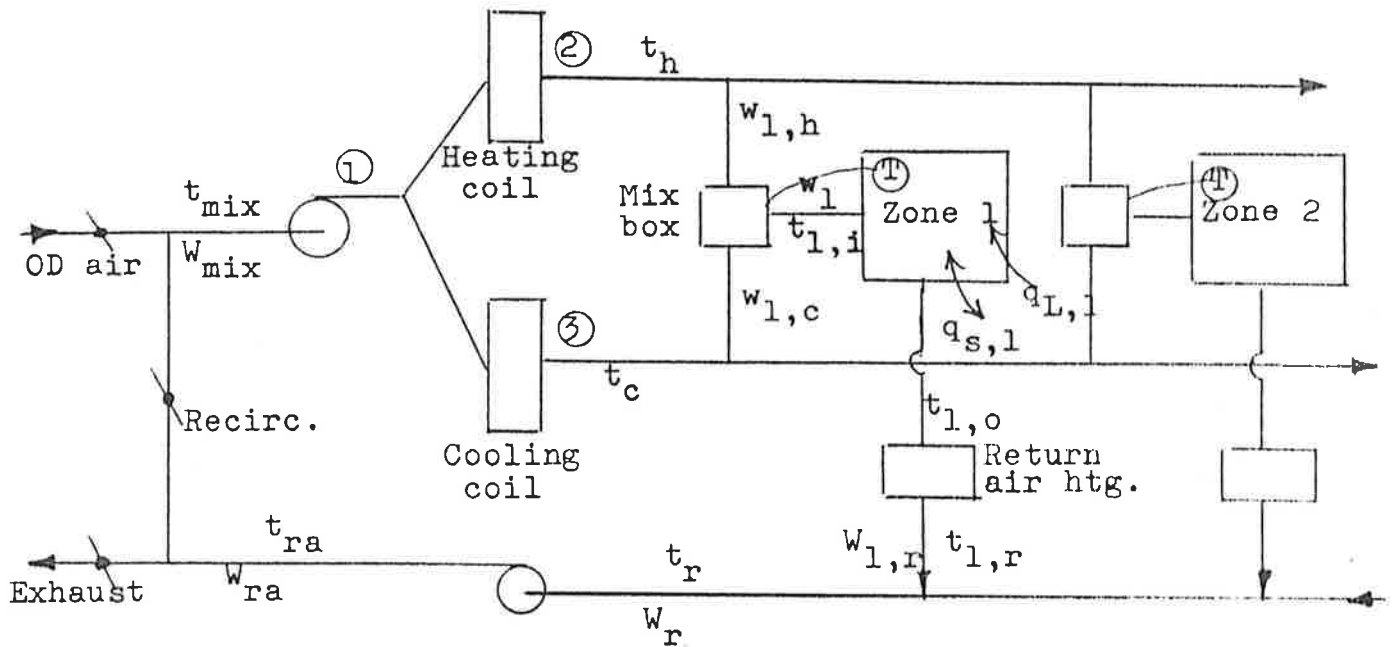 ② t_h
w_1,h
Heating
coil
①
T
T
Mix
box
w_1
Zone 1
Zone 2
t_mix
t_1,i
OD air
W_mix
w_1,c
q_L,1
q_s,1
③
t_c
Recirc.
t_1,o
Cooling
coil
Return
air htg.
t_ra
t_r
W_1,r t_1,r
Exhaust
W_ra
W_r